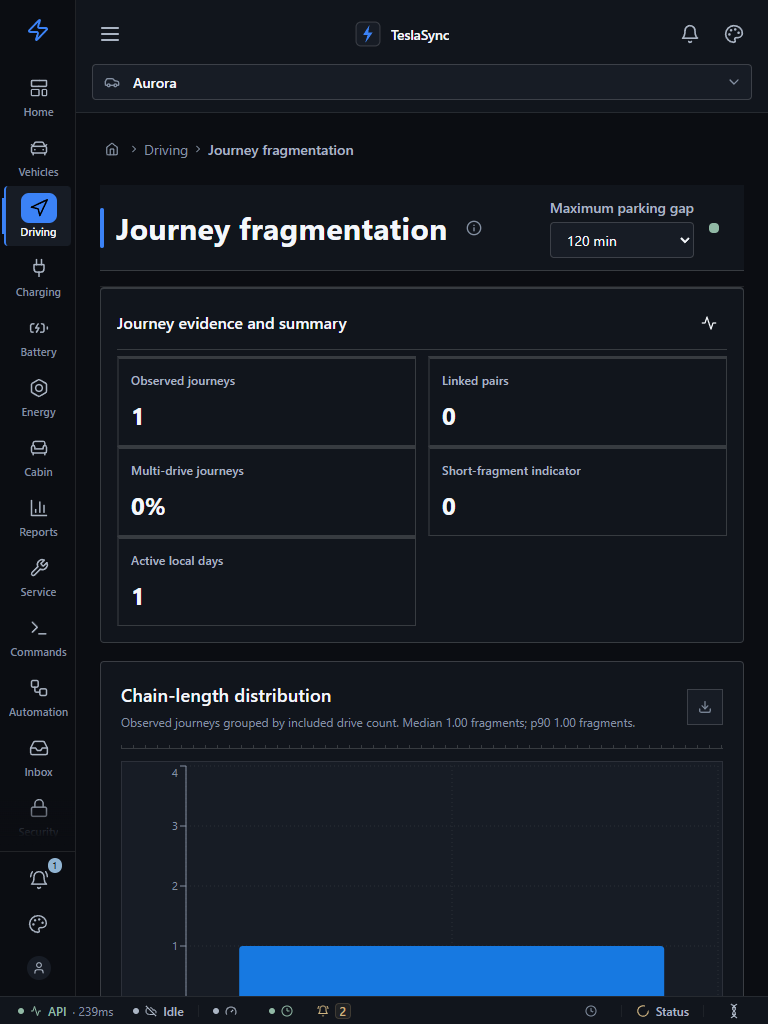 TeslaSync
Aurora
Home
Vehicles
Driving
Charging
Battery
Energy
Cabin
Reports
Service
Commands
Automation
Inbox
Security
1
Driving
Journey fragmentation
Journey fragmentation
Maximum parking gap
120 min
Journey evidence and summary
Observed journeys
1
Linked pairs
0
Multi-drive journeys
0%
Short-fragment indicator
0
Active local days
1
Chain-length distribution
Observed journeys grouped by included drive count. Median 1.00 fragments; p90 1.00 fragments.
4
3
2
1
API · 239ms
Idle
2
Status